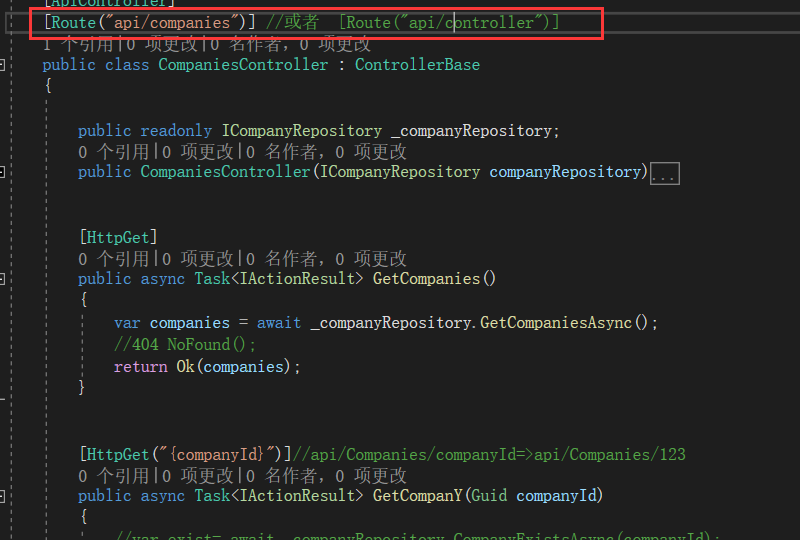 [ApiController]
[Route("api/companies")] //或者  [Route("api/controller")]
1 个引用|0 项更改|0 名作者, 0 项更改
public class CompaniesController : ControllerBase
{
public readonly ICompanyRepository _companyRepository;
0 个引用|0 项更改|0 名作者, 0 项更改
public CompaniesController(ICompanyRepository companyRepository)...
[HttpGet]
0 个引用|0 项更改|0 名作者, 0 项更改
public async Task<IActionResult> GetCompanies()
{
var companies = await _companyRepository.GetCompaniesAsync();
//404 NoFound();
return Ok(companies);
}
[HttpGet("{companyId}")]//api/Companies/companyId=>api/Companies/123
0 个引用|0 项更改|0 名作者, 0 项更改
public async Task<IActionResult> GetCompanY(Guid companyId)
{
//var exist= await _companyRepository.CompanyExistsAsync(companyId);